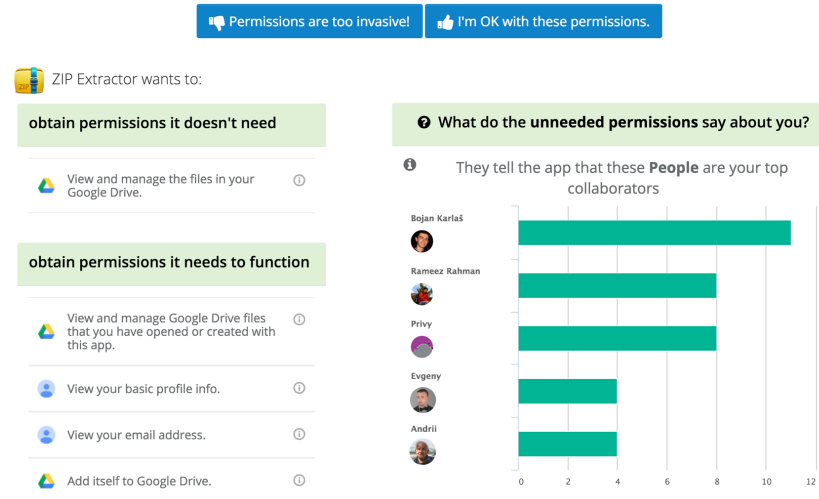 Permissions are too invasive!
I'm OK with these permissions.
ZIP Extractor wants to:
obtain permissions it doesn't need
View and manage the files in your
Google Drive.
obtain permissions it needs to function
View and manage Google Drive files
that you have opened or created with
this app.
View your basic profile info.
View your email address.
Add itself to Google Drive.
What do the unneeded permissions say about you?
They tell the app that these People are your top
collaborators
Bojan Karlaš
Rameez Rahman
Privy
Evgeny
Andrii
0 2 4 6 8 10 12